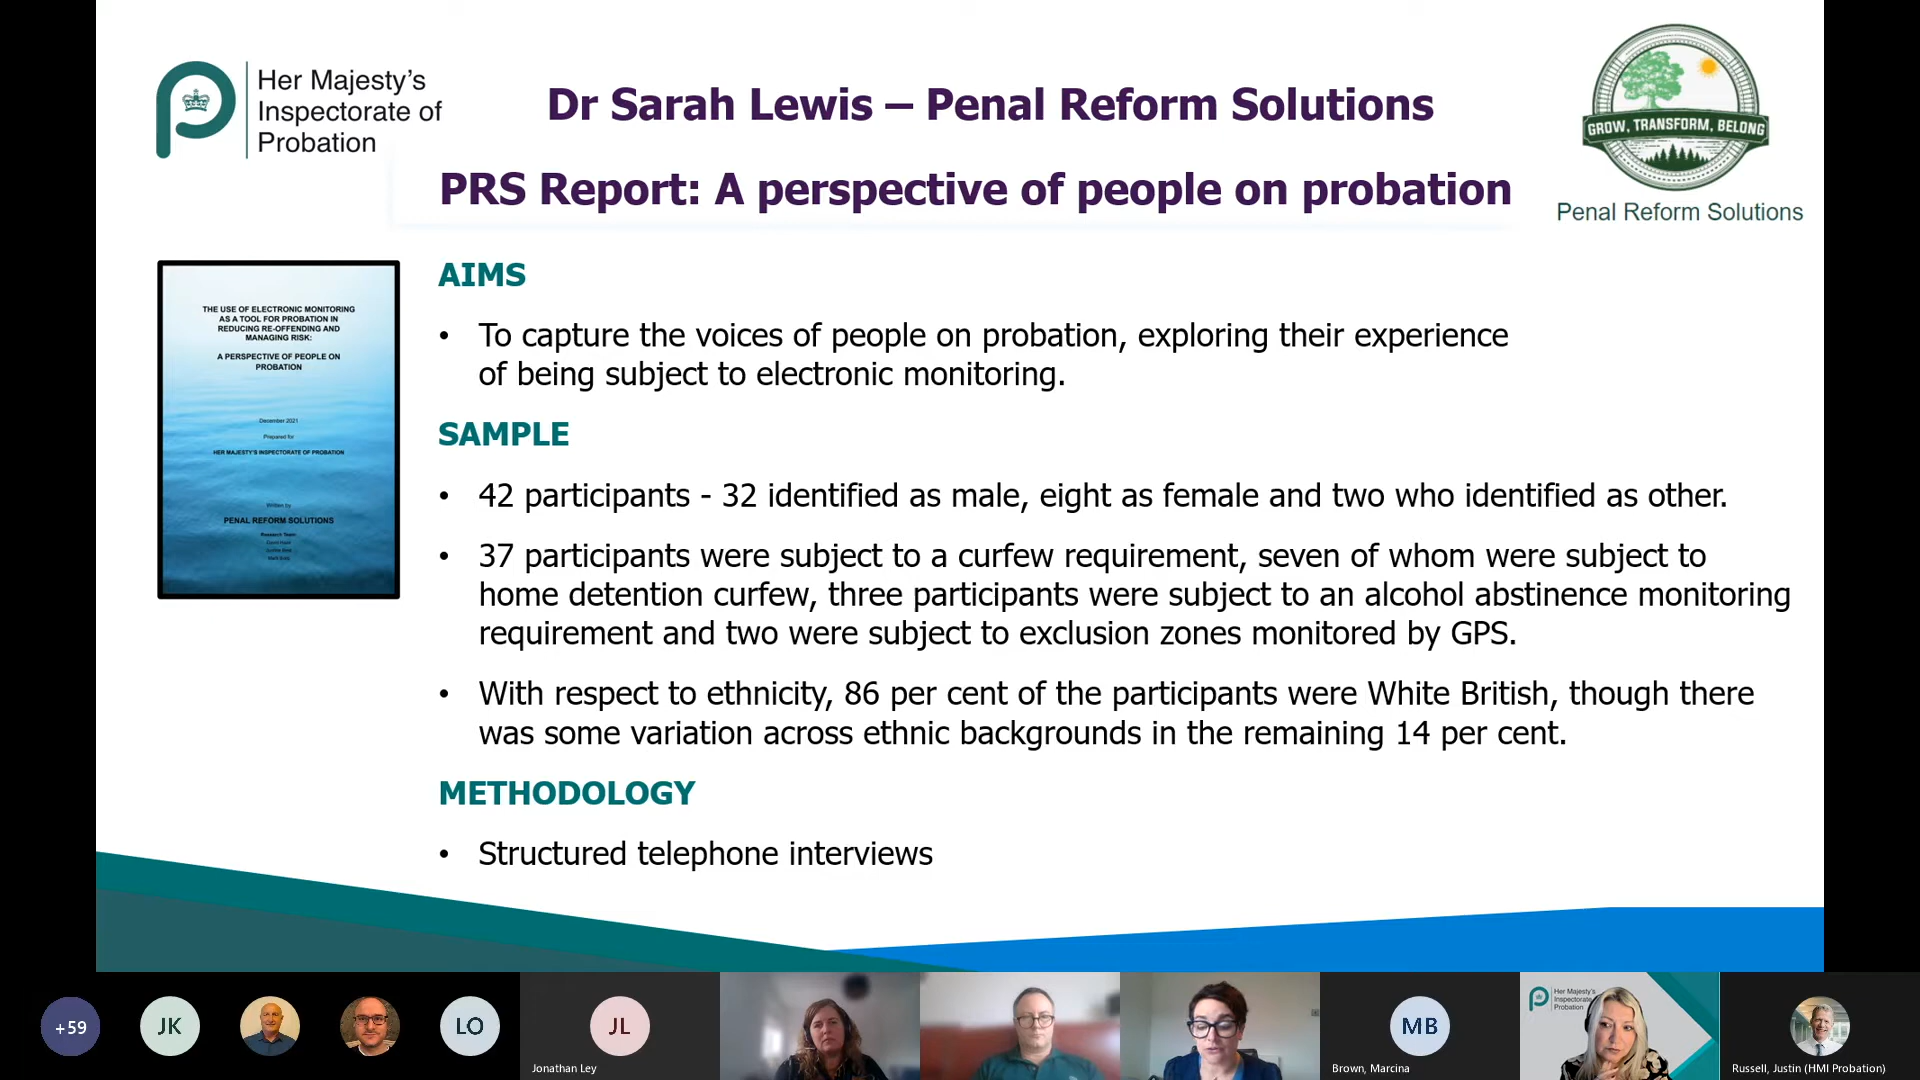 Her Majesty's
Inspectorate of
Probation
Dr Sarah Lewis – Penal Reform Solutions
PRS Report: A perspective of people on probation
GROW, TRANSFORM, BELONG
Penal Reform Solutions
THE USE OF ELECTRONIC MONITORING
AS A TOOL FOR PROBATION IN
REDUCING RE-OFFENDING AND
MANAGING RISK:
A PERSPECTIVE OF PEOPLE ON
PROBATION
December 2021
Prepared for
HER MAJESTY'S INSPECTORATE OF PROBATION
Written by
PENAL REFORM SOLUTIONS
Research Team:
AIMS
• To capture the voices of people on probation, exploring their experience
of being subject to electronic monitoring.
SAMPLE
• 42 participants - 32 identified as male, eight as female and two who identified as other.
• 37 participants were subject to a curfew requirement, seven of whom were subject to
home detention curfew, three participants were subject to an alcohol abstinence monitoring
requirement and two were subject to exclusion zones monitored by GPS.
• With respect to ethnicity, 86 per cent of the participants were White British, though there
was some variation across ethnic backgrounds in the remaining 14 per cent.
METHODOLOGY
• Structured telephone interviews
+59
JK
LO
JL
Jonathan Ley
MB
Brown, Marcina
Her Majesty's
Inspectorate
Probation
Russell, Justin (HMI Probation)